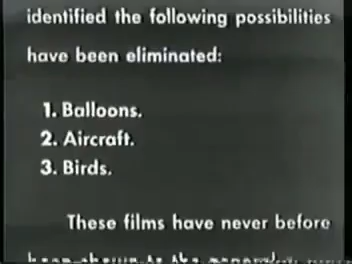 identified the following possibilities
have been eliminated:
1. Balloons.
2. Aircraft.
3. Birds.
These films have never before